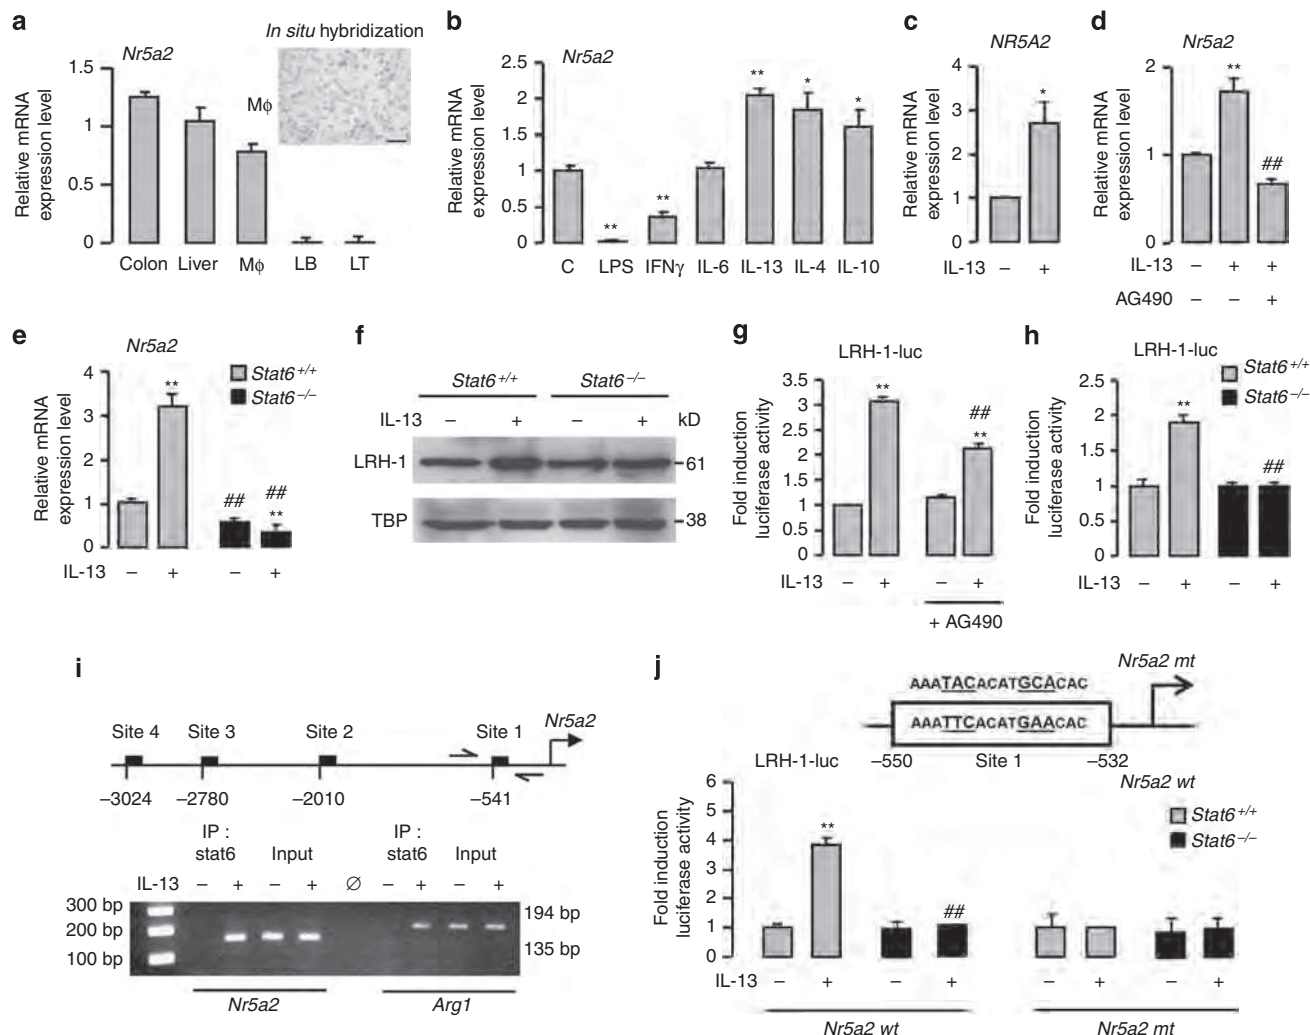 a
In situ hybridization
Nr5a2
Mϕ
Relative mRNA
expression level
1.5
1
0.5
0
Colon Liver Mϕ LB LT
b
Nr5a2
Relative mRNA
expression level
2.5
2
1.5
1
0.5
0
** ** ** * *
C LPS IFNγ IL-6 IL-13 IL-4 IL-10
c
NR5A2
Relative mRNA
expression level
4
3
2
1
0
*
IL-13 – +
d
Nr5a2
Relative mRNA
expression level
2
1
0
**
##
IL-13 – + +
AG490 – – +
e
Nr5a2
Relative mRNA
expression level
4
3
2
1
0
**
##
##
**
Stat6+/+
Stat6–/–
IL-13 – + – +
f
Stat6+/+ Stat6–/–
IL-13 – + – + kD
LRH-1 61
TBP 38
g
LRH-1-luc
Fold induction
luciferase activity
3.5
3
2.5
2
1.5
1
0.5
0
**
##
**
IL-13 – + – +
+ AG490
h
LRH-1-luc
Fold induction
luciferase activity
2.5
2
1.5
1
0.5
0
**
##
Stat6+/+
Stat6–/–
IL-13 – + – +
i
Nr5a2
Site 4 Site 3 Site 2 Site 1
–3024 –2780 –2010 –541
IP : stat6 Input IP : stat6 Input
IL-13 – + – + ∅ – + – +
300 bp
200 bp
100 bp
194 bp
135 bp
Nr5a2 Arg1
j
Nr5a2 mt
AAATACACATGCACAC
AAATTCACATGAACAC
–550 Site 1 –532
Nr5a2 wt
LRH-1-luc
Fold induction
luciferase activity
6
5
4
3
2
1
0
**
##
Stat6+/+
Stat6–/–
IL-13 – + – + – + – +
Nr5a2 wt Nr5a2 mt